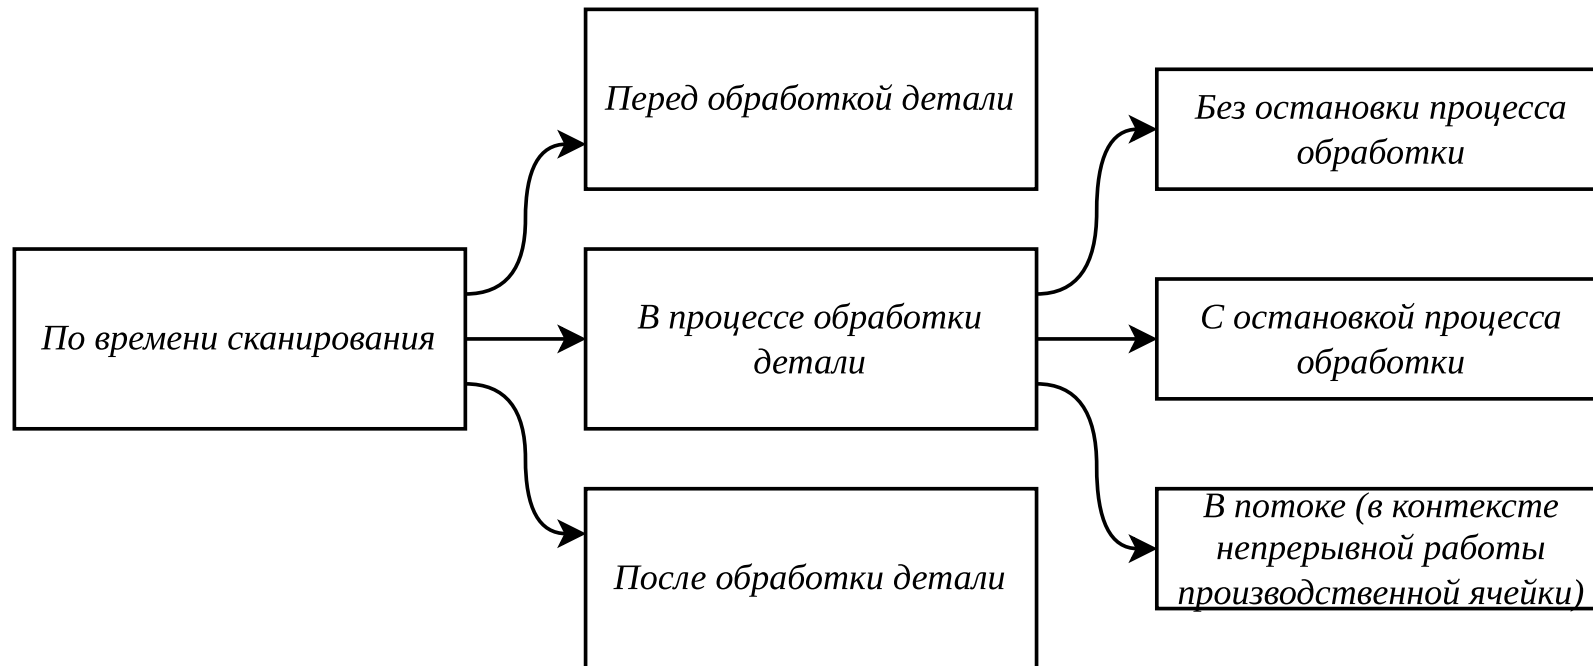 По времени сканирования
Перед обработкой детали
В процессе обработки
детали
После обработки детали
Без остановки процесса
обработки
С остановкой процесса
обработки
В потоке (в контексте
непрерывной работы
производственной ячейки)